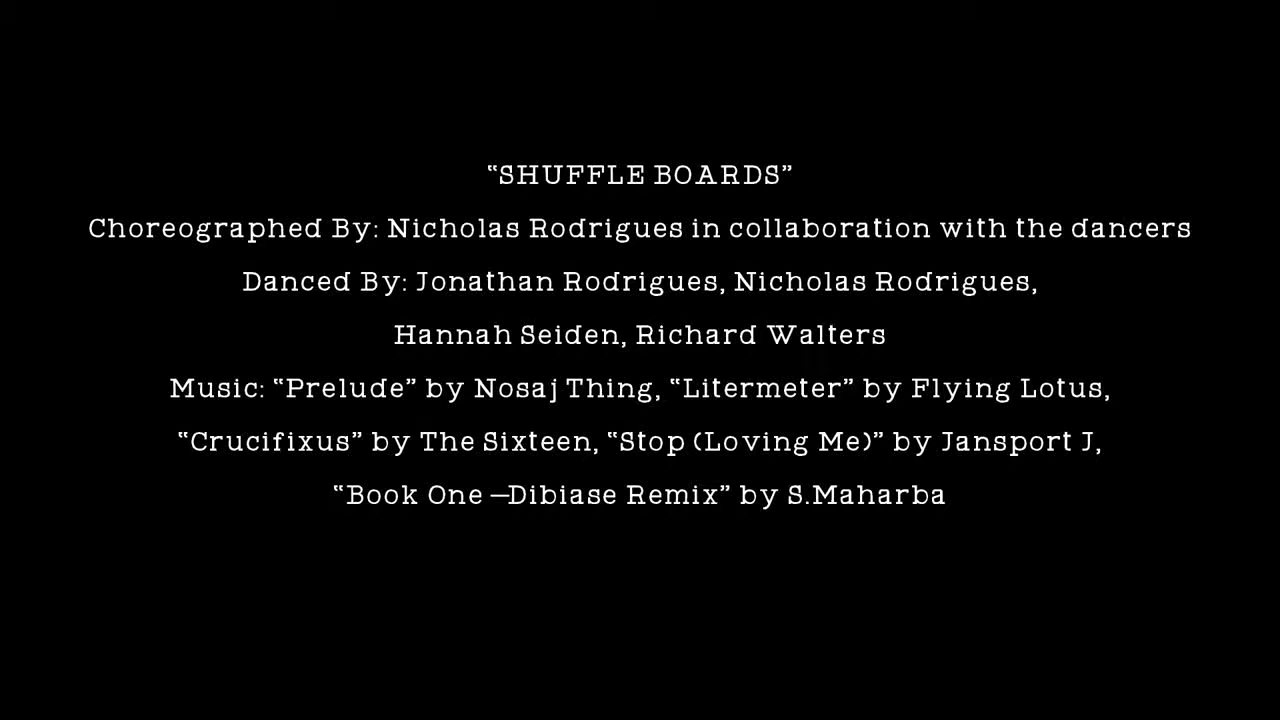 “SHUFFLE BOARDS”
Choreographed By: Nicholas Rodrigues in collaboration with the dancers
Danced By: Jonathan Rodrigues, Nicholas Rodrigues,
Hannah Seiden, Richard Walters
Music: “Prelude” by Nosaj Thing, “Litermeter” by Flying Lotus,
“Crucifixus” by The Sixteen, “Stop (Loving Me)” by Jansport J,
“Book One –Dibiase Remix” by S.Maharba